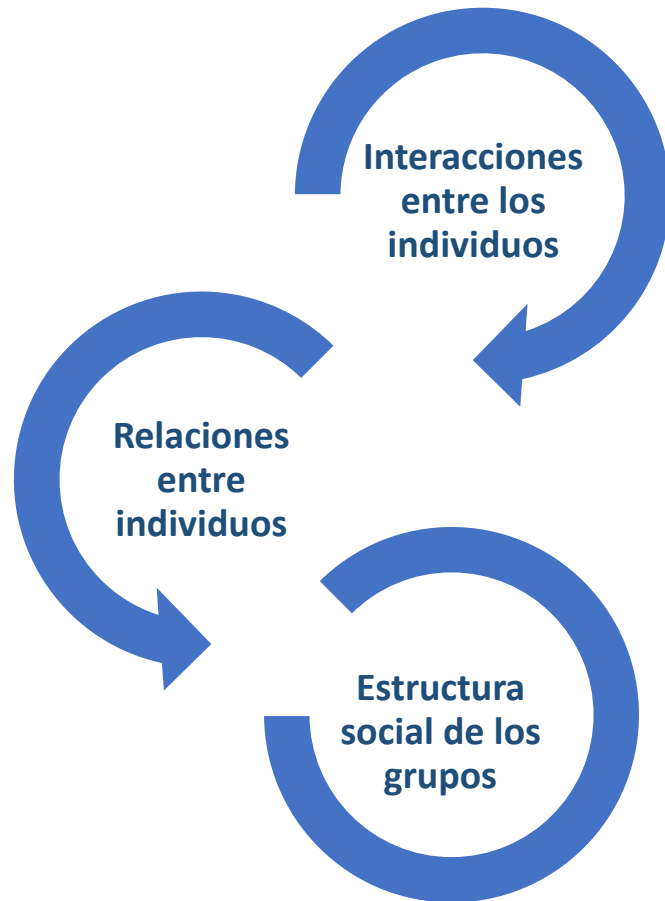 Interacciones
entre los
individuos
Relaciones
entre
individuos
Estructura
social de los
grupos